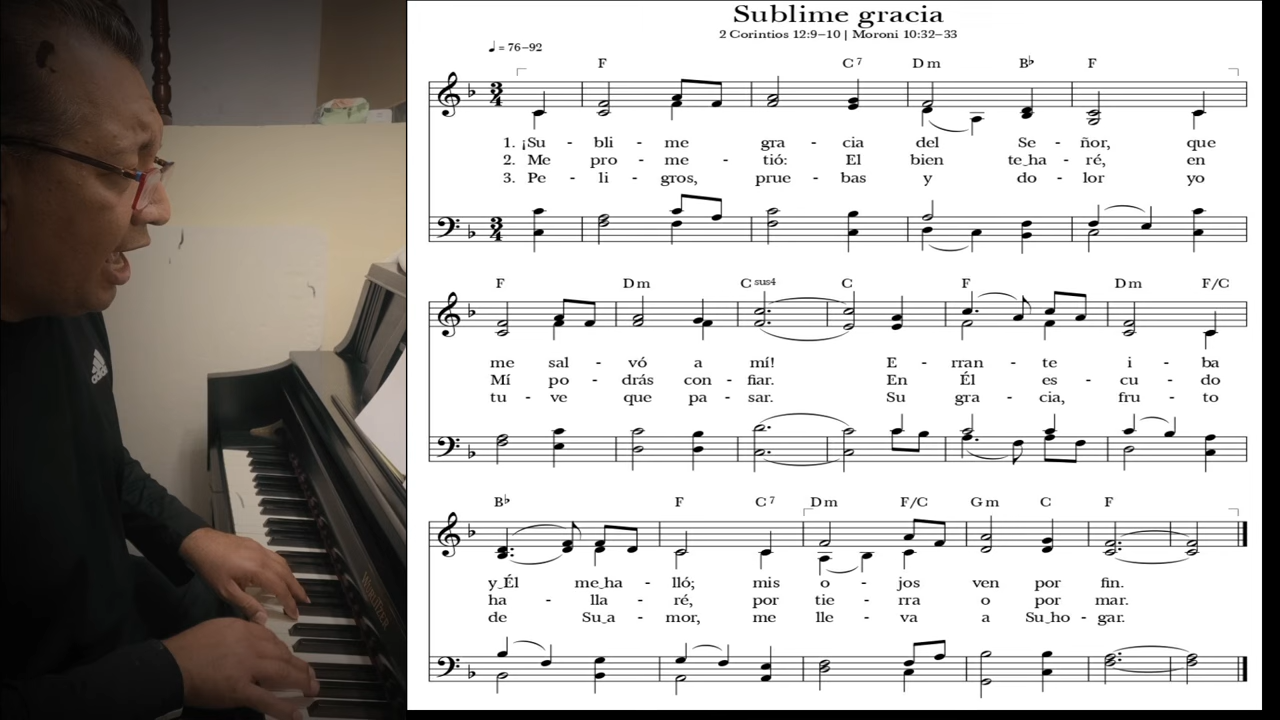 Sublime gracia
2 Corintios 12:9–10 | Moroni 10:32–33
♩ = 76–92
F C7 Dm B♭ F
1. ¡Su - bli - me gra - cia del Se - ñor, que
2. Me pro - me - tió: El bien te_ha - ré, en
3. Pe - li - gros, prue - bas y do - lor yo
F Dm Csus4 C F Dm F/C
me sal - vó a mí! E - rran - te i - ba
Mí po - drás con - fiar. En Él es - cu - do
tu - ve que pa - sar. Su gra - cia, fru - to
B♭ F C7 Dm F/C Gm C F
y_Él me_ha - lló; mis o - jos ven por fin.
ha - lla - ré, por tie - rra o por mar.
de Su_a - mor, me lle - va a Su_ho - gar.
adidas